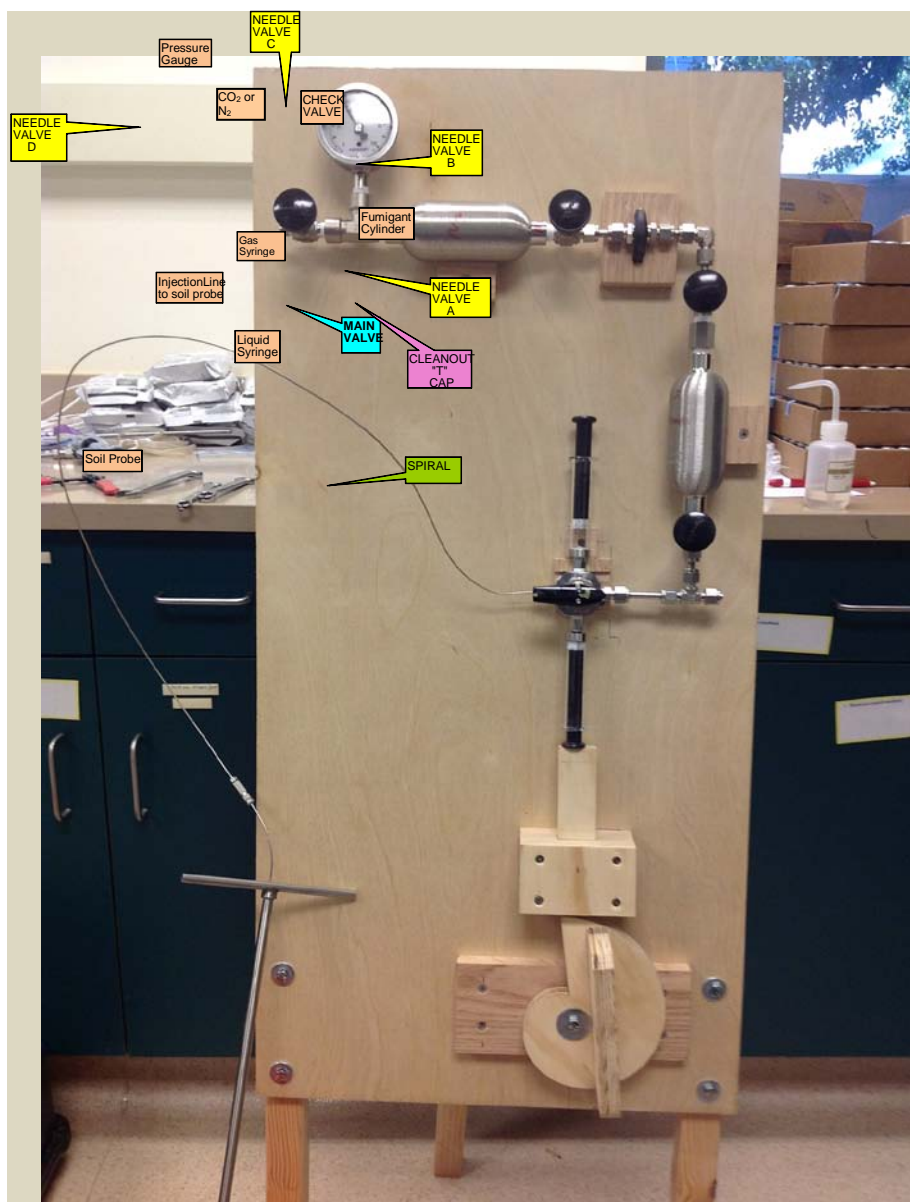 NEEDLE
VALVE
C
Pressure
Gauge
CO₂ or
N₂
CHECK
VALVE
NEEDLE
VALVE
D
NEEDLE
VALVE
B
Fumigant
Cylinder
Gas
Syringe
InjectionLine
to soil probe
NEEDLE
VALVE
A
MAIN
VALVE
CLEANOUT
"T"
CAP
Liquid
Syringe
Soil Probe
SPIRAL